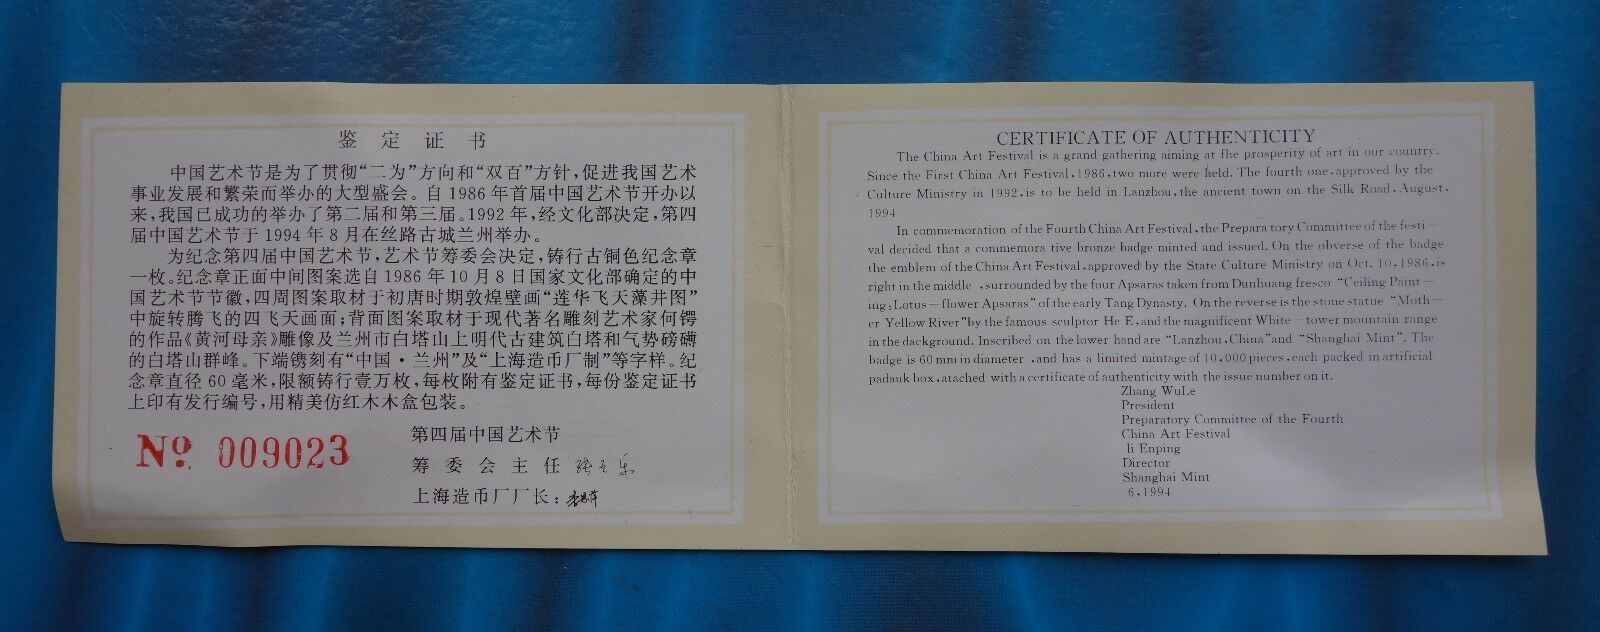 鉴 定 证 书
中国艺术节是为了贯彻“二为”方向和“双百”方针，促进我国艺术
事业发展和繁荣而举办的大型盛会。自1986年首届中国艺术节开办以
来，我国已成功的举办了第二届和第三届。1992年，经文化部决定，第四
届中国艺术节于1994年8月在丝路古城兰州举办。
为纪念第四届中国艺术节，艺术节筹委会决定，铸行古铜色纪念章
一枚。纪念章正面中间图案选自1986年10月8日国家文化部确定的中
国艺术节节徽，四周图案取材于初唐时期敦煌壁画“莲华飞天藻井图”
中旋转腾飞的四飞天画面；背面图案取材于现代著名雕刻艺术家何鄂
的作品《黄河母亲》雕像及兰州市白塔山上明代古建筑白塔和气势磅礴
的白塔山群峰。下端镌刻有“中国·兰州”及“上海造币厂制”等字样。纪
念章直径60毫米，限额铸行壹万枚，每枚附有鉴定证书，每份鉴定证书
上印有发行编号，用精美仿红木木盒包装。
No. 009023
第四届中国艺术节
筹 委 会 主 任
上海造币厂厂长：
CERTIFICATE OF AUTHENTICITY
The China Art Festival is a grand gathering aiming at flhe prosperity of art in our country.
Since the First China Art Festival,1986,two more were held. The fourth one,approved by the
Culture Ministry in 1992,is to be held in Lanzhou,the ancient town on the Silk Road,August,
1994
In commemoration of the Fourth China Art Festival,the Prepara tory Committee of the festi-
val decided that a commemora tive bronze badge minted and issued. On the obverse of the badge
the emblem of the China Art Festival,approved by the State Culture Ministry on Oct. 10,1986,is
right in the middle ,surrounded by the four Apsaras taken from Dunhuang fresco “Ceiling Paint-
ing:Lotus-flower Apsaras” of the early Tang Dynasty. On the reverse is the stone statue “Moth-
er Yellow River”by the famous sculptor He E,and the magnificent White-tower mountain range
in the dackground. Inscribed on the lower hand are “Lanzhou,China”and “Shanghai Mint”. The
badge is 60 mm in diameter ,and has a limited mintage of 10,000 pieces,each packed in artificial
padauk box,atached with a certificate of authenticity with the issue number on it.
Zhang WuLe
President
Preparatory Committee of the Fourth
China Art Festival
li Enping
Director
Shanghai Mint
6,1994